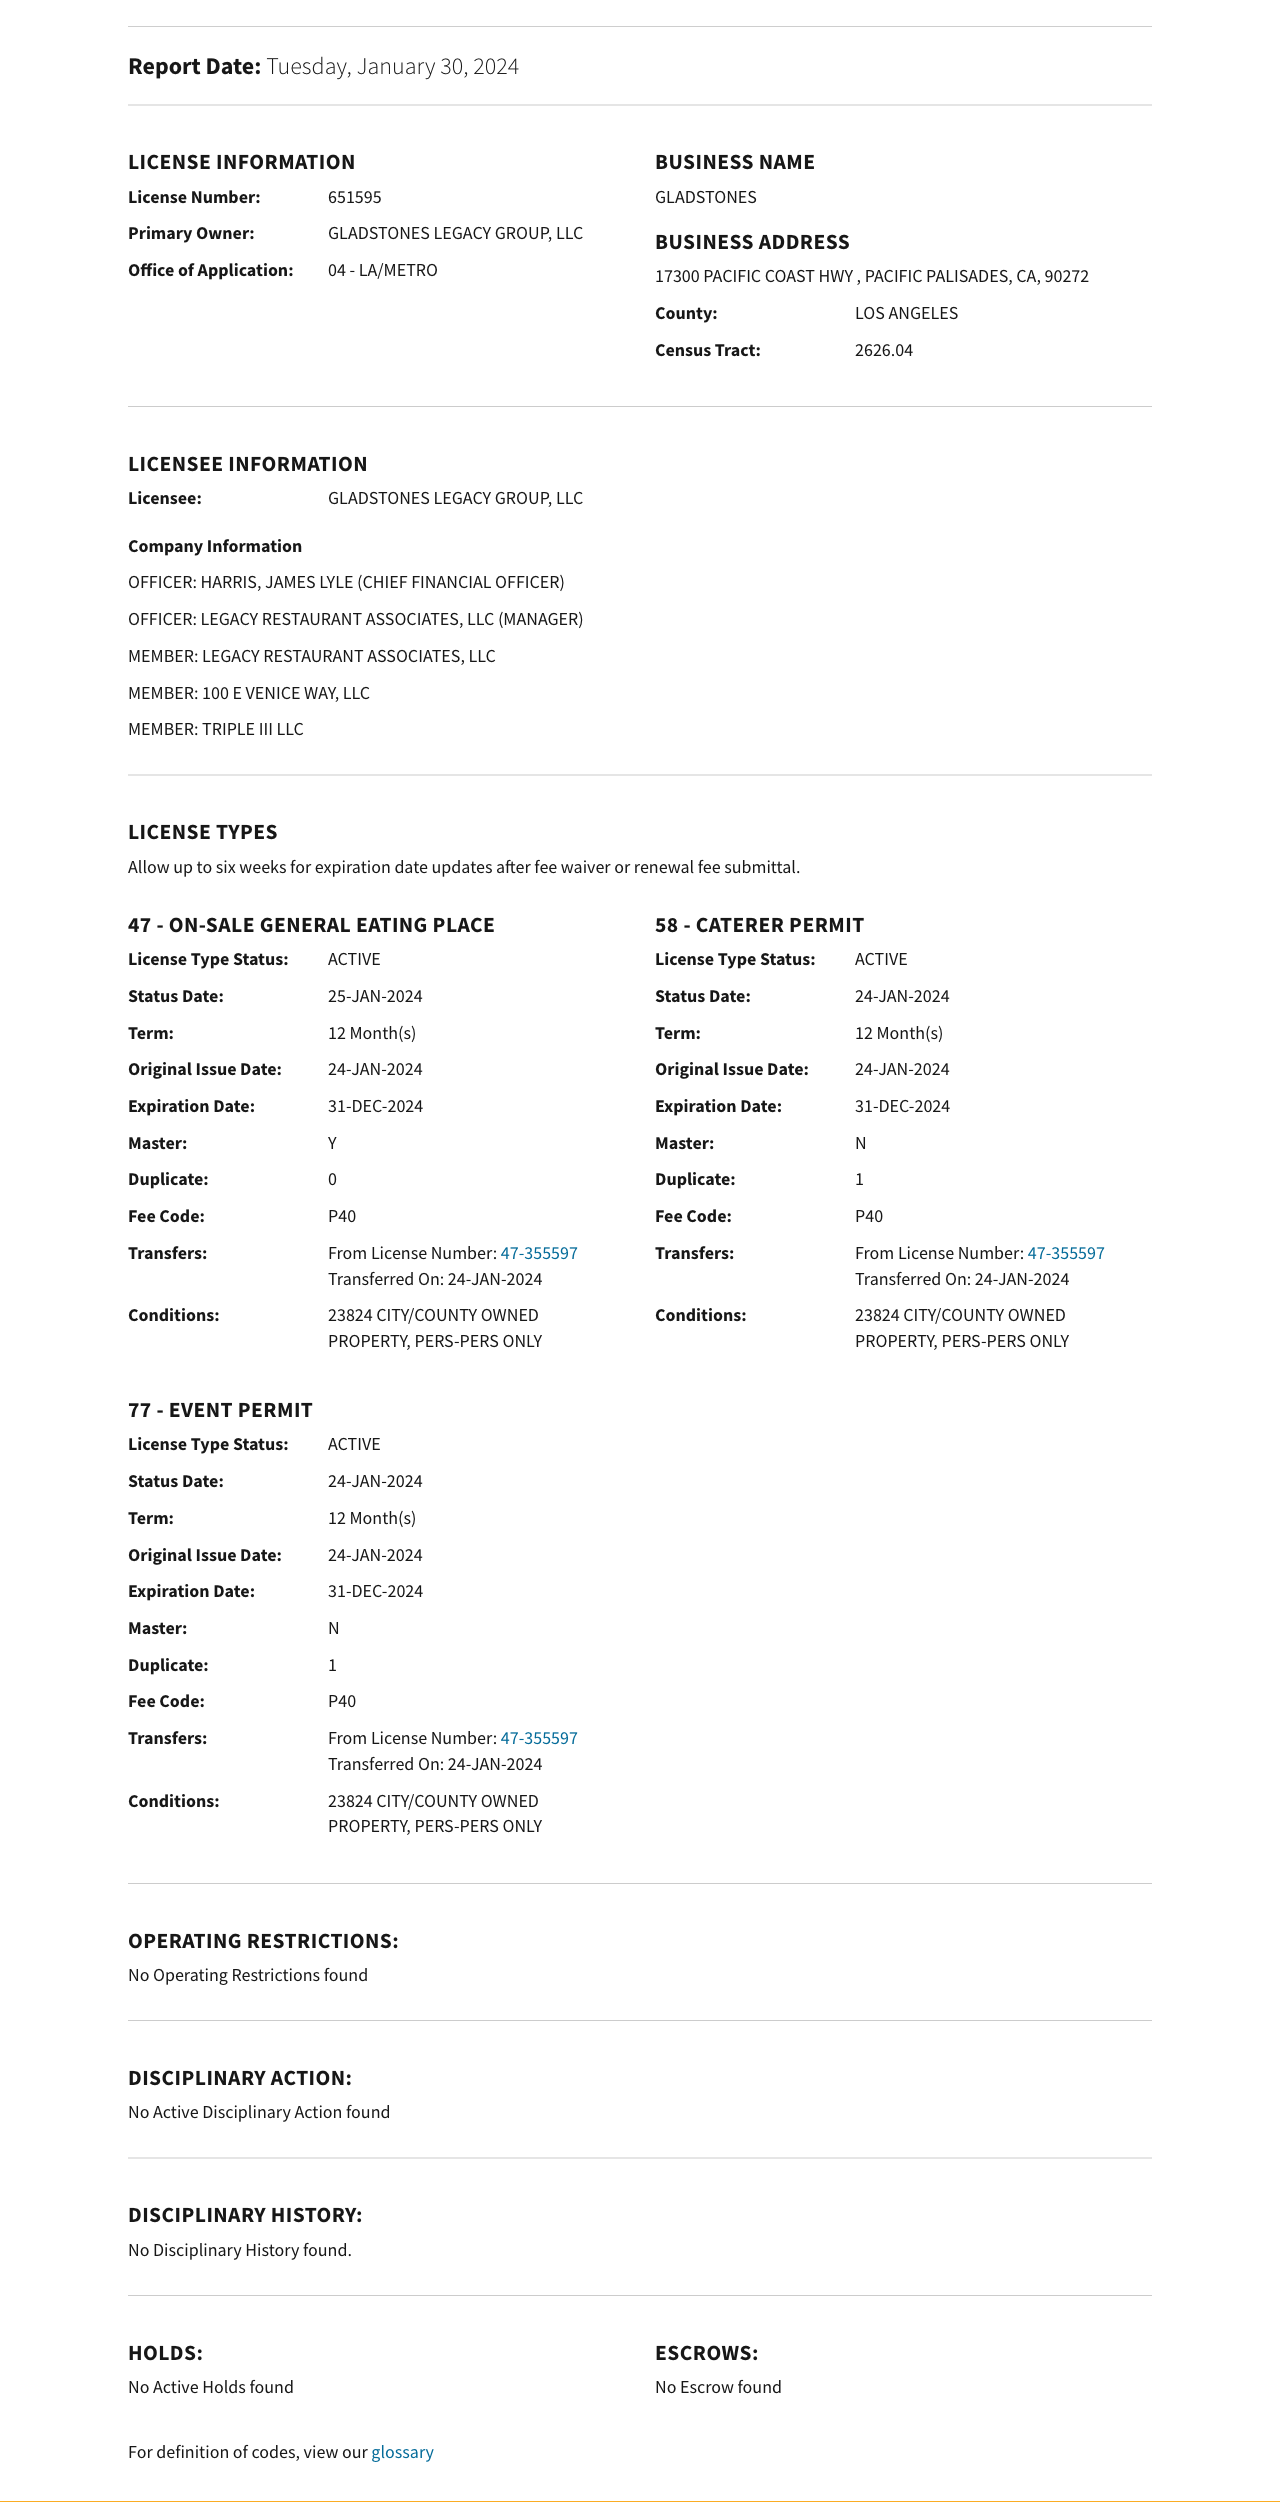 Report Date: Tuesday, January 30, 2024
LICENSE INFORMATION
License Number: 651595
Primary Owner: GLADSTONES LEGACY GROUP, LLC
Office of Application: 04 - LA/METRO
BUSINESS NAME
GLADSTONES
BUSINESS ADDRESS
17300 PACIFIC COAST HWY , PACIFIC PALISADES, CA, 90272
County: LOS ANGELES
Census Tract: 2626.04
LICENSEE INFORMATION
Licensee: GLADSTONES LEGACY GROUP, LLC
Company Information
OFFICER: HARRIS, JAMES LYLE (CHIEF FINANCIAL OFFICER)
OFFICER: LEGACY RESTAURANT ASSOCIATES, LLC (MANAGER)
MEMBER: LEGACY RESTAURANT ASSOCIATES, LLC
MEMBER: 100 E VENICE WAY, LLC
MEMBER: TRIPLE III LLC
LICENSE TYPES
Allow up to six weeks for expiration date updates after fee waiver or renewal fee submittal.
47 - ON-SALE GENERAL EATING PLACE
License Type Status: ACTIVE
Status Date: 25-JAN-2024
Term: 12 Month(s)
Original Issue Date: 24-JAN-2024
Expiration Date: 31-DEC-2024
Master: Y
Duplicate: 0
Fee Code: P40
Transfers: From License Number: 47-355597
Transferred On: 24-JAN-2024
Conditions: 23824 CITY/COUNTY OWNED
PROPERTY, PERS-PERS ONLY
58 - CATERER PERMIT
License Type Status: ACTIVE
Status Date: 24-JAN-2024
Term: 12 Month(s)
Original Issue Date: 24-JAN-2024
Expiration Date: 31-DEC-2024
Master: N
Duplicate: 1
Fee Code: P40
Transfers: From License Number: 47-355597
Transferred On: 24-JAN-2024
Conditions: 23824 CITY/COUNTY OWNED
PROPERTY, PERS-PERS ONLY
77 - EVENT PERMIT
License Type Status: ACTIVE
Status Date: 24-JAN-2024
Term: 12 Month(s)
Original Issue Date: 24-JAN-2024
Expiration Date: 31-DEC-2024
Master: N
Duplicate: 1
Fee Code: P40
Transfers: From License Number: 47-355597
Transferred On: 24-JAN-2024
Conditions: 23824 CITY/COUNTY OWNED
PROPERTY, PERS-PERS ONLY
OPERATING RESTRICTIONS:
No Operating Restrictions found
DISCIPLINARY ACTION:
No Active Disciplinary Action found
DISCIPLINARY HISTORY:
No Disciplinary History found.
HOLDS:
No Active Holds found
ESCROWS:
No Escrow found
For definition of codes, view our glossary